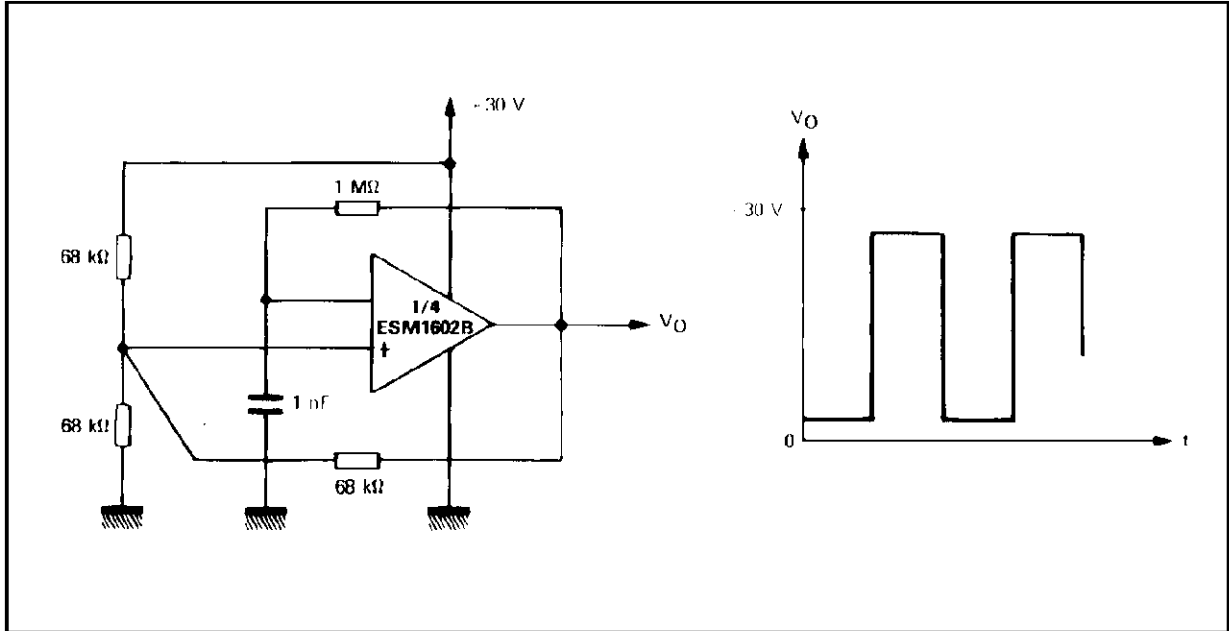 - 30 V
1 MΩ
68 kΩ
1/4
ESM1602B
+
VO
68 kΩ
1 nF
68 kΩ
VO
- 30 V
0
t